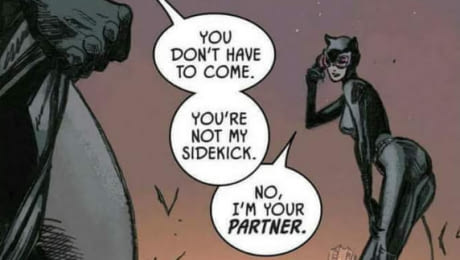 YOU
DON'T HAVE
TO COME.
YOU'RE
NOT MY
SIDEKICK.
NO,
I'M YOUR
PARTNER.